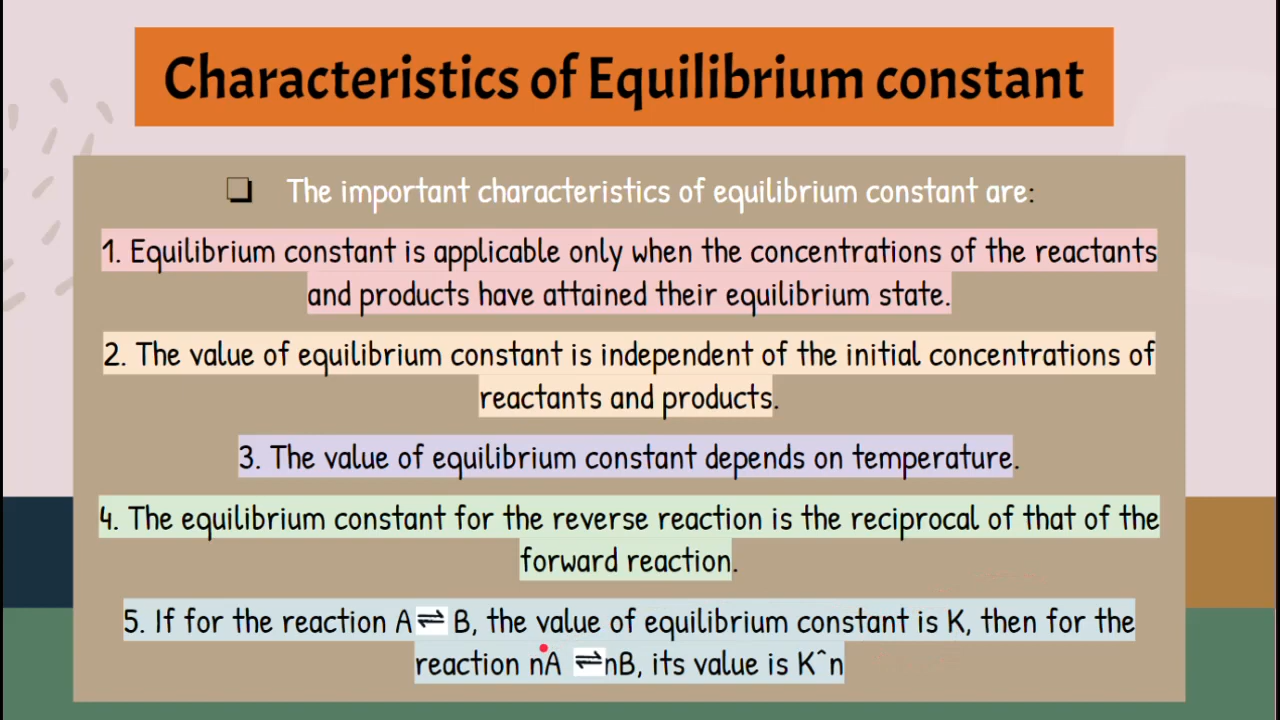 Characteristics of Equilibrium constant
❏ The important characteristics of equilibrium constant are:
1. Equilibrium constant is applicable only when the concentrations of the reactants
and products have attained their equilibrium state.
2. The value of equilibrium constant is independent of the initial concentrations of
reactants and products.
3. The value of equilibrium constant depends on temperature.
4. The equilibrium constant for the reverse reaction is the reciprocal of that of the
forward reaction.
5. If for the reaction A ⇌ B, the value of equilibrium constant is K, then for the
reaction nA ⇌ nB, its value is K^n